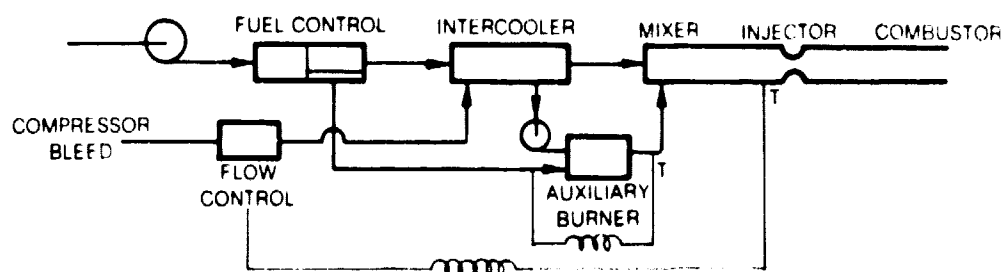 FUEL CONTROL
INTERCOOLER
MIXER
INJECTOR
COMBUSTOR
T
COMPRESSOR
BLEED
FLOW
CONTROL
T
AUXILIARY
BURNER